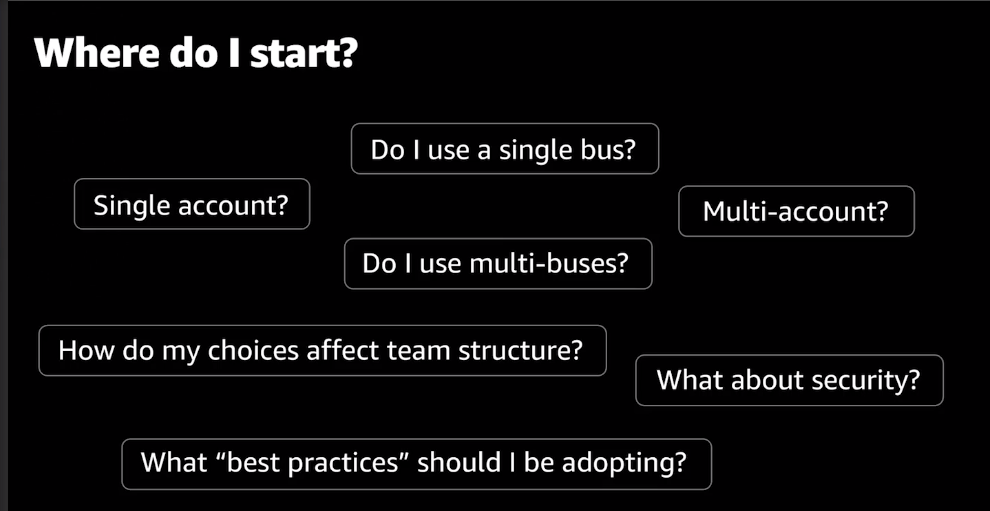 Where do I start?
Do I use a single bus?
Single account?
Multi-account?
Do I use multi-buses?
How do my choices affect team structure?
What about security?
What “best practices” should I be adopting?